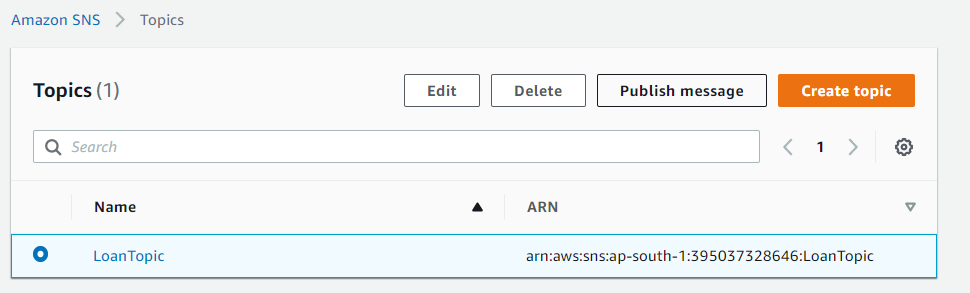 Amazon SNS > Topics
Topics (1) Edit Delete Publish message Create topic
Search 1
Name ARN
LoanTopic arn:aws:sns:ap-south-1:395037328646:LoanTopic